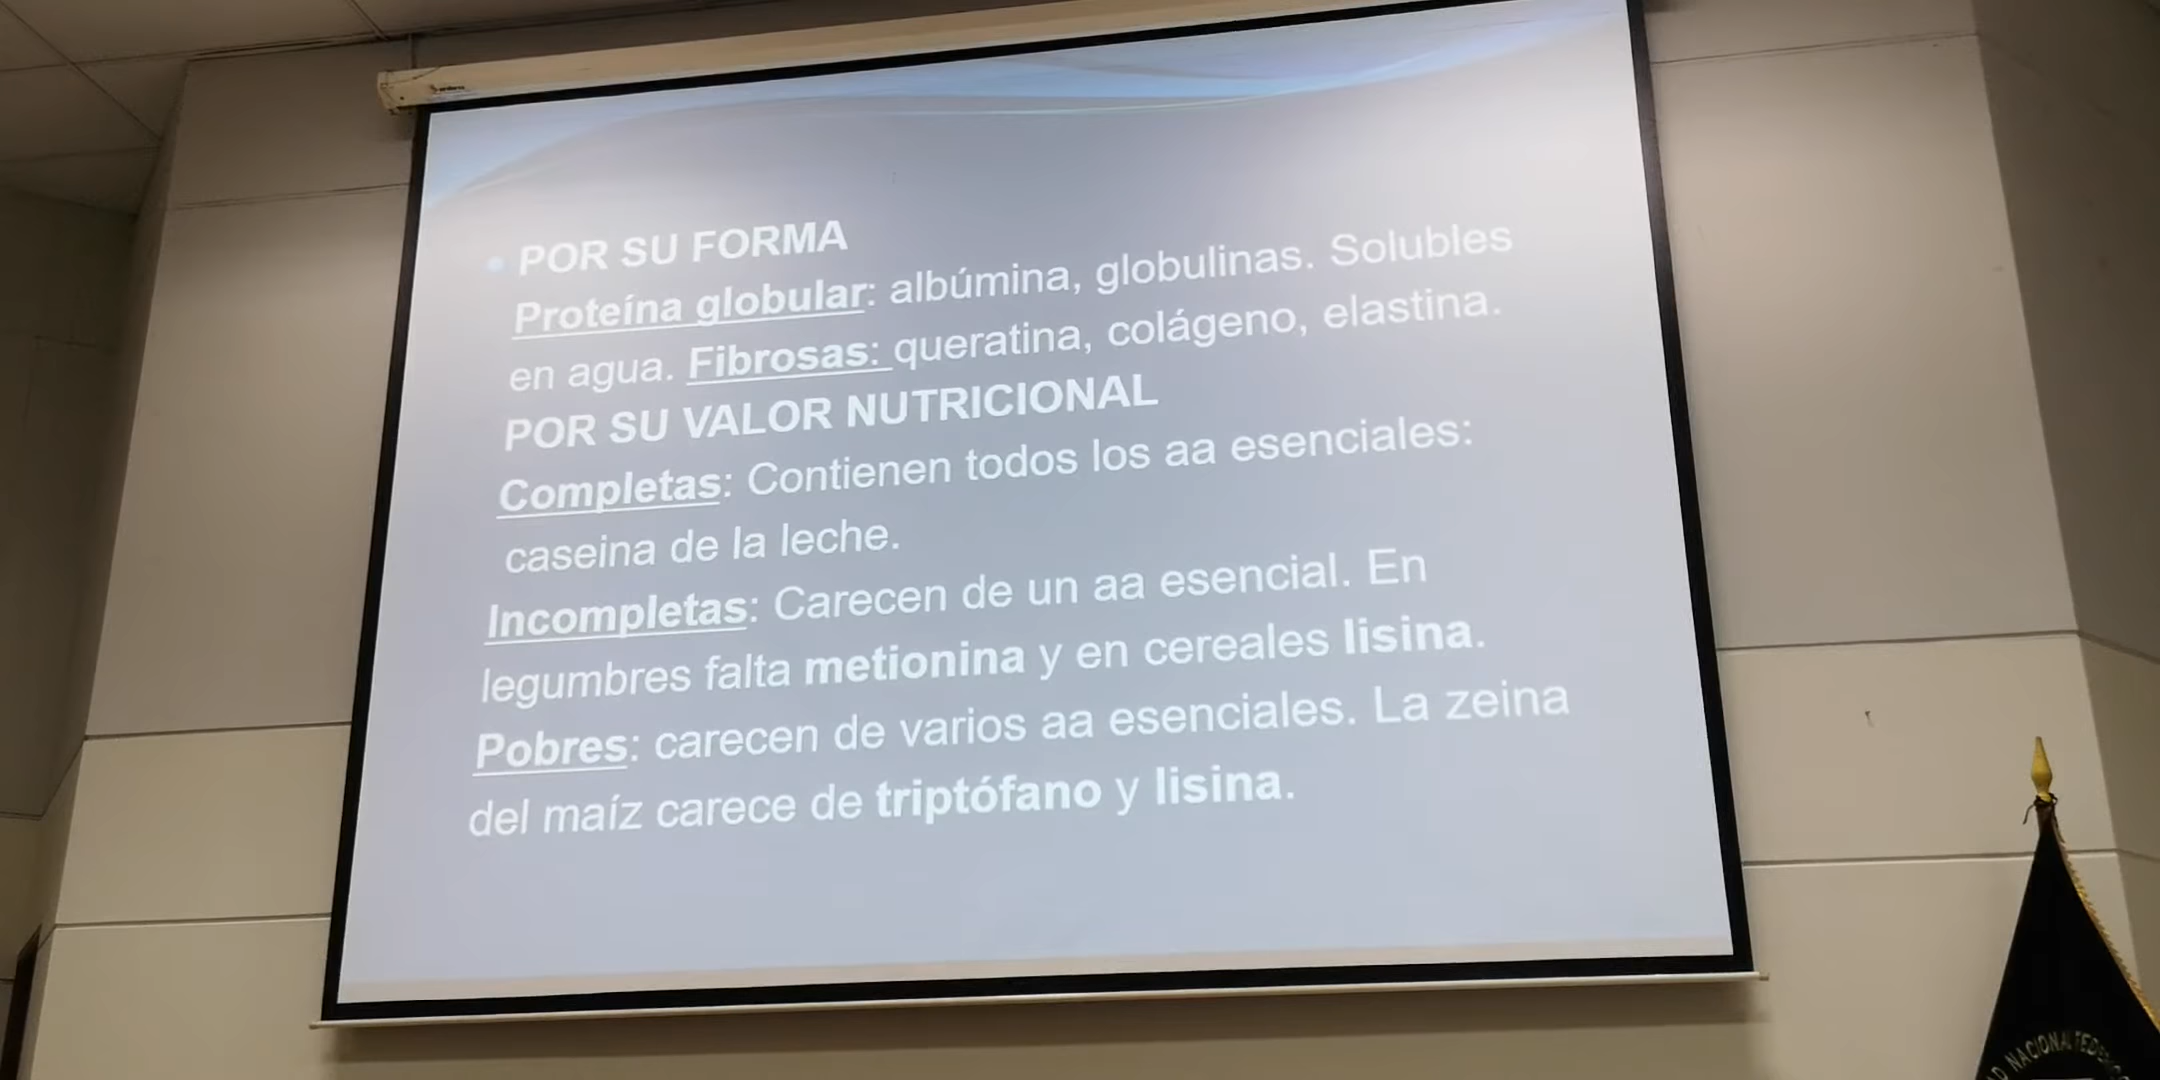 POR SU FORMA
Proteína globular: albúmina, globulinas. Solubles
en agua. Fibrosas: queratina, colágeno, elastina.
POR SU VALOR NUTRICIONAL
Completas: Contienen todos los aa esenciales:
caseina de la leche.
Incompletas: Carecen de un aa esencial. En
legumbres falta metionina y en cereales lisina.
Pobres: carecen de varios aa esenciales. La zeina
del maíz carece de triptófano y lisina.
NACIONAL